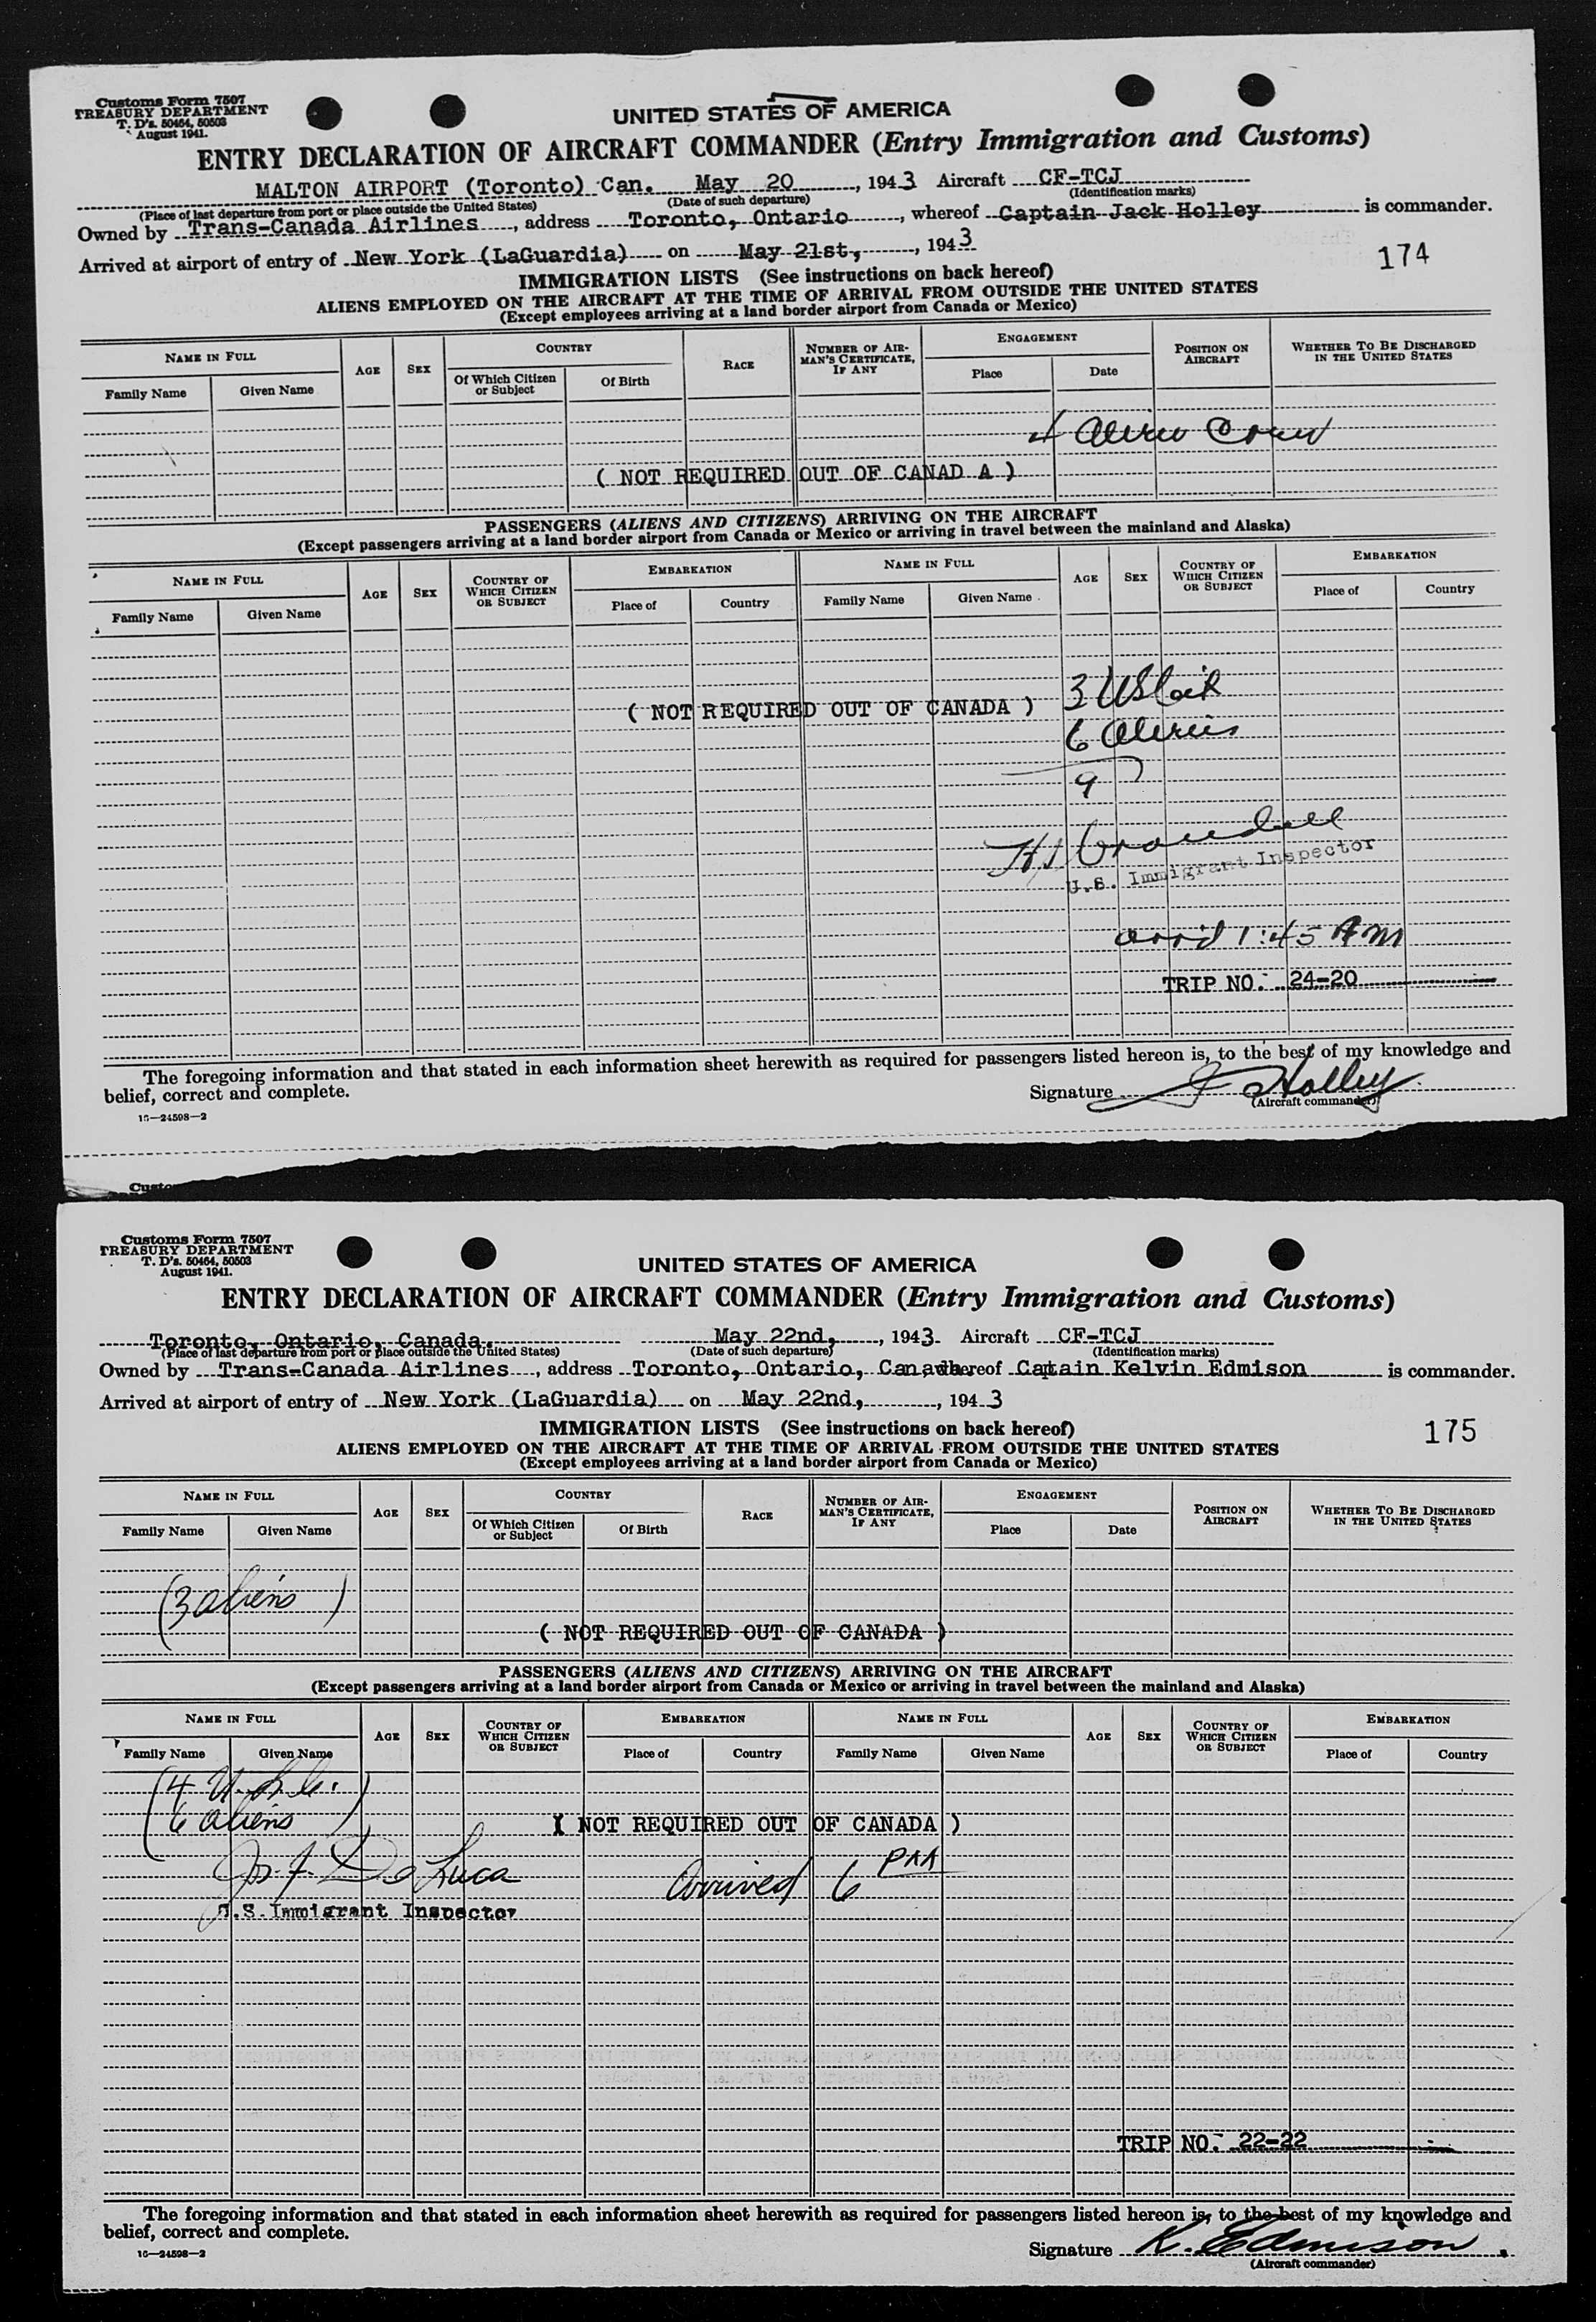 Customs Form 7507
TREASURY DEPARTMENT
T. D's. 50464, 50503
August 1941.
UNITED STATES OF AMERICA
ENTRY DECLARATION OF AIRCRAFT COMMANDER (Entry Immigration and Customs)
MALTON AIRPORT (Toronto) Can. May 20, 1943 Aircraft CF-TCJ
(Place of last departure from port or place outside the United States) (Date of such departure) (Identification marks)
Owned by Trans-Canada Airlines, address Toronto, Ontario, whereof Captain Jack Holley is commander.
Arrived at airport of entry of New York (LaGuardia) on May 21st, 1943
174
IMMIGRATION LISTS (See instructions on back hereof)
ALIENS EMPLOYED ON THE AIRCRAFT AT THE TIME OF ARRIVAL FROM OUTSIDE THE UNITED STATES
(Except employees arriving at a land border airport from Canada or Mexico)
NAME IN FULL AGE SEX COUNTRY RACE NUMBER OF AIRMAN'S CERTIFICATE, IF ANY ENGAGEMENT POSITION ON AIRCRAFT WHETHER TO BE DISCHARGED IN THE UNITED STATES
Family Name Given Name Of Which Citizen or Subject Of Birth Place Date
4 Alien Crew
( NOT REQUIRED OUT OF CANAD A )
PASSENGERS (ALIENS AND CITIZENS) ARRIVING ON THE AIRCRAFT
(Except passengers arriving at a land border airport from Canada or Mexico or arriving in travel between the mainland and Alaska)
NAME IN FULL AGE SEX COUNTRY OF WHICH CITIZEN OR SUBJECT EMBARKATION NAME IN FULL AGE SEX COUNTRY OF WHICH CITIZEN OR SUBJECT EMBARKATION
Family Name Given Name Place of Country Family Name Given Name Place of Country
3 US
( NOT REQUIRED OUT OF CANADA )
6 Aliens
9
U.S. Immigrant Inspector
arr'd 1:45 AM
TRIP NO: 24-20
The foregoing information and that stated in each information sheet herewith as required for passengers listed hereon is, to the best of my knowledge and
belief, correct and complete.
Signature J Holley
(Aircraft commander)
16—24598—2
Custo
Customs Form 7507
TREASURY DEPARTMENT
T. D's. 50464, 50503
August 1941.
UNITED STATES OF AMERICA
ENTRY DECLARATION OF AIRCRAFT COMMANDER (Entry Immigration and Customs)
Toronto, Ontario, Canada, May 22nd, 1943. Aircraft CF-TCJ
(Place of last departure from port or place outside the United States) (Date of such departure) (Identification marks)
Owned by Trans-Canada Airlines, address Toronto, Ontario, Canada whereof Captain Kelvin Edmison is commander.
Arrived at airport of entry of New York (LaGuardia) on May 22nd, 1943
175
IMMIGRATION LISTS (See instructions on back hereof)
ALIENS EMPLOYED ON THE AIRCRAFT AT THE TIME OF ARRIVAL FROM OUTSIDE THE UNITED STATES
(Except employees arriving at a land border airport from Canada or Mexico)
NAME IN FULL AGE SEX COUNTRY RACE NUMBER OF AIRMAN'S CERTIFICATE, IF ANY ENGAGEMENT POSITION ON AIRCRAFT WHETHER TO BE DISCHARGED IN THE UNITED STATES
Family Name Given Name Of Which Citizen or Subject Of Birth Place Date
(3 aliens)
( NOT REQUIRED OUT OF CANADA )
PASSENGERS (ALIENS AND CITIZENS) ARRIVING ON THE AIRCRAFT
(Except passengers arriving at a land border airport from Canada or Mexico or arriving in travel between the mainland and Alaska)
NAME IN FULL AGE SEX COUNTRY OF WHICH CITIZEN OR SUBJECT EMBARKATION NAME IN FULL AGE SEX COUNTRY OF WHICH CITIZEN OR SUBJECT EMBARKATION
Family Name Given Name Place of Country Family Name Given Name Place of Country
(4 U.S.C.
6 aliens)
( NOT REQUIRED OUT OF CANADA )
Jos. F. De Luca Arrived 6
U.S. Immigrant Inspector
TRIP NO: 22-22
The foregoing information and that stated in each information sheet herewith as required for passengers listed hereon is, to the best of my knowledge and
belief, correct and complete.
Signature K. Edmison
(Aircraft commander)
16—24598—2